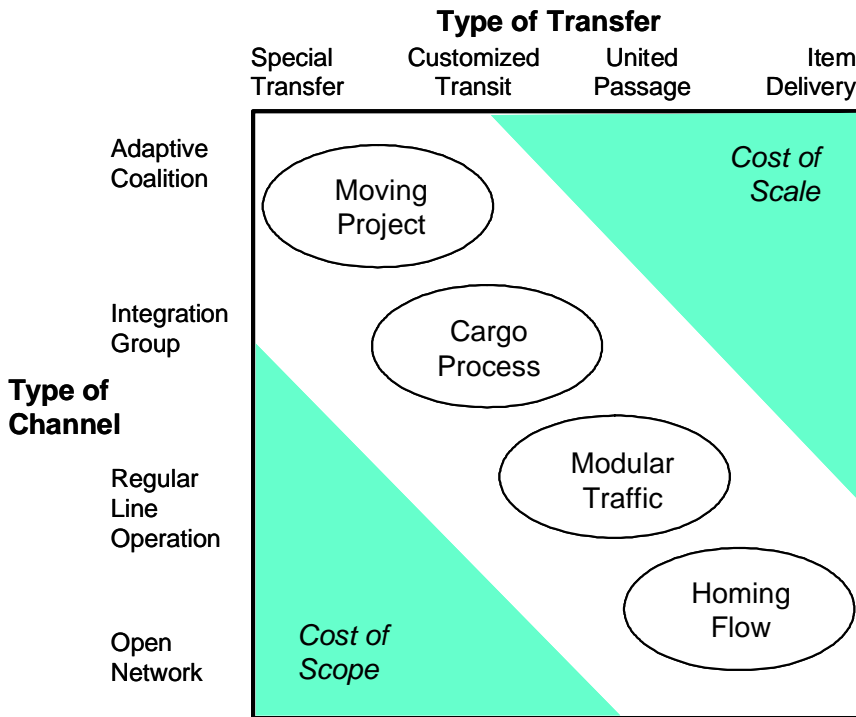 Type of Transfer
Special
Transfer
Customized
Transit
United
Passage
Item
Delivery
Type of
Channel
Adaptive
Coalition
Integration
Group
Regular
Line
Operation
Open
Network
Moving
Project
Cargo
Process
Modular
Traffic
Homing
Flow
Cost of
Scale
Cost of
Scope